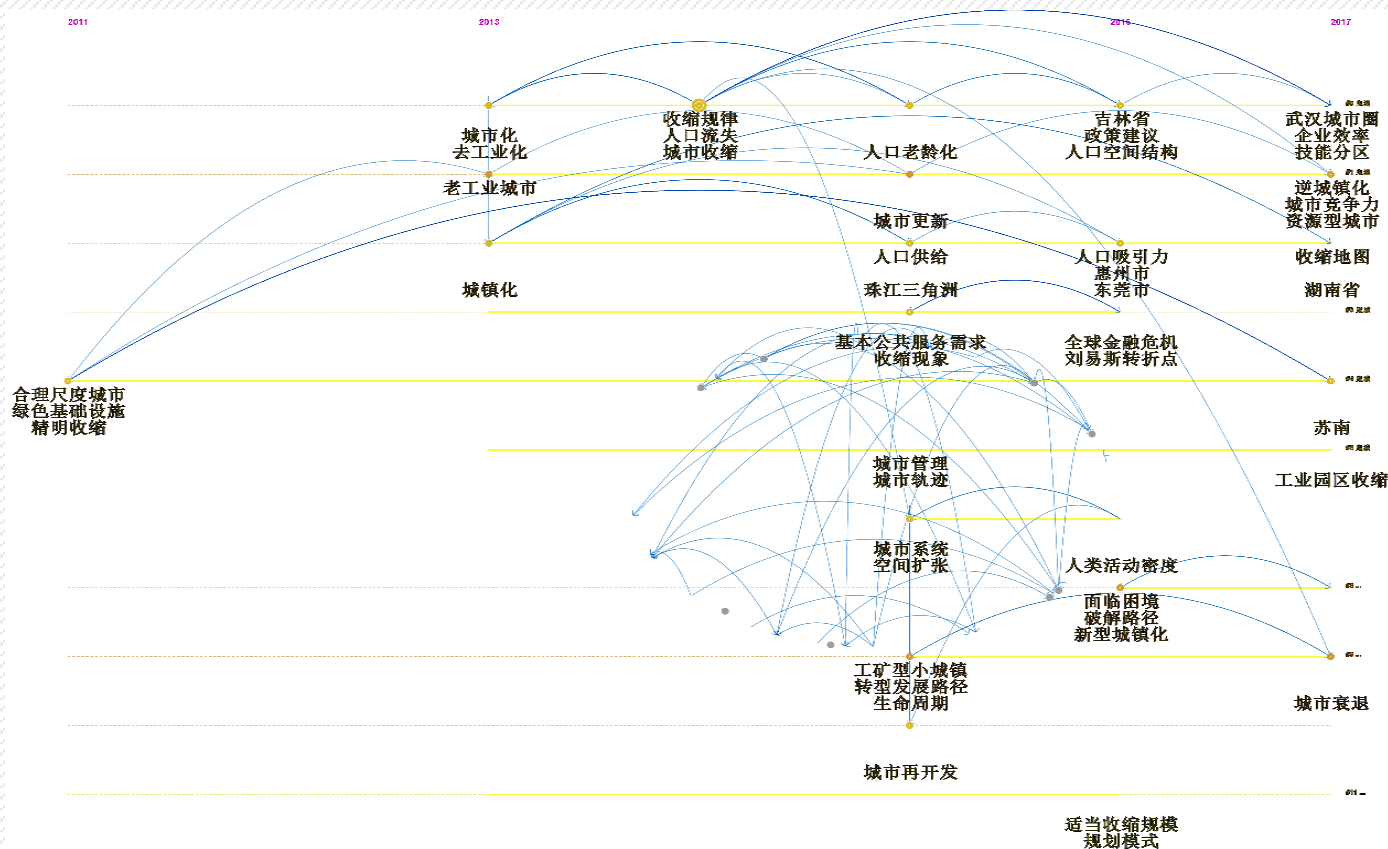 2011
2013
2015
2017
城市化
去工业化
收缩规律
人口流失
城市收缩
人口老龄化
吉林省
政策建议
人口空间结构
武汉城市圈
企业效率
技能分区
老工业城市
城市更新
逆城镇化
城市竞争力
资源型城市
城镇化
人口供给
珠江三角洲
人口吸引力
惠州市
东莞市
收缩地图
湖南省
基本公共服务需求
收缩现象
全球金融危机
刘易斯转折点
合理尺度城市
绿色基础设施
精明收缩
苏南
城市管理
城市轨迹
工业园区收缩
城市系统
空间扩张
人类活动密度
面临困境
破解路径
新型城镇化
工矿型小城镇
转型发展路径
生命周期
城市衰退
城市再开发
适当收缩规模
规划模式